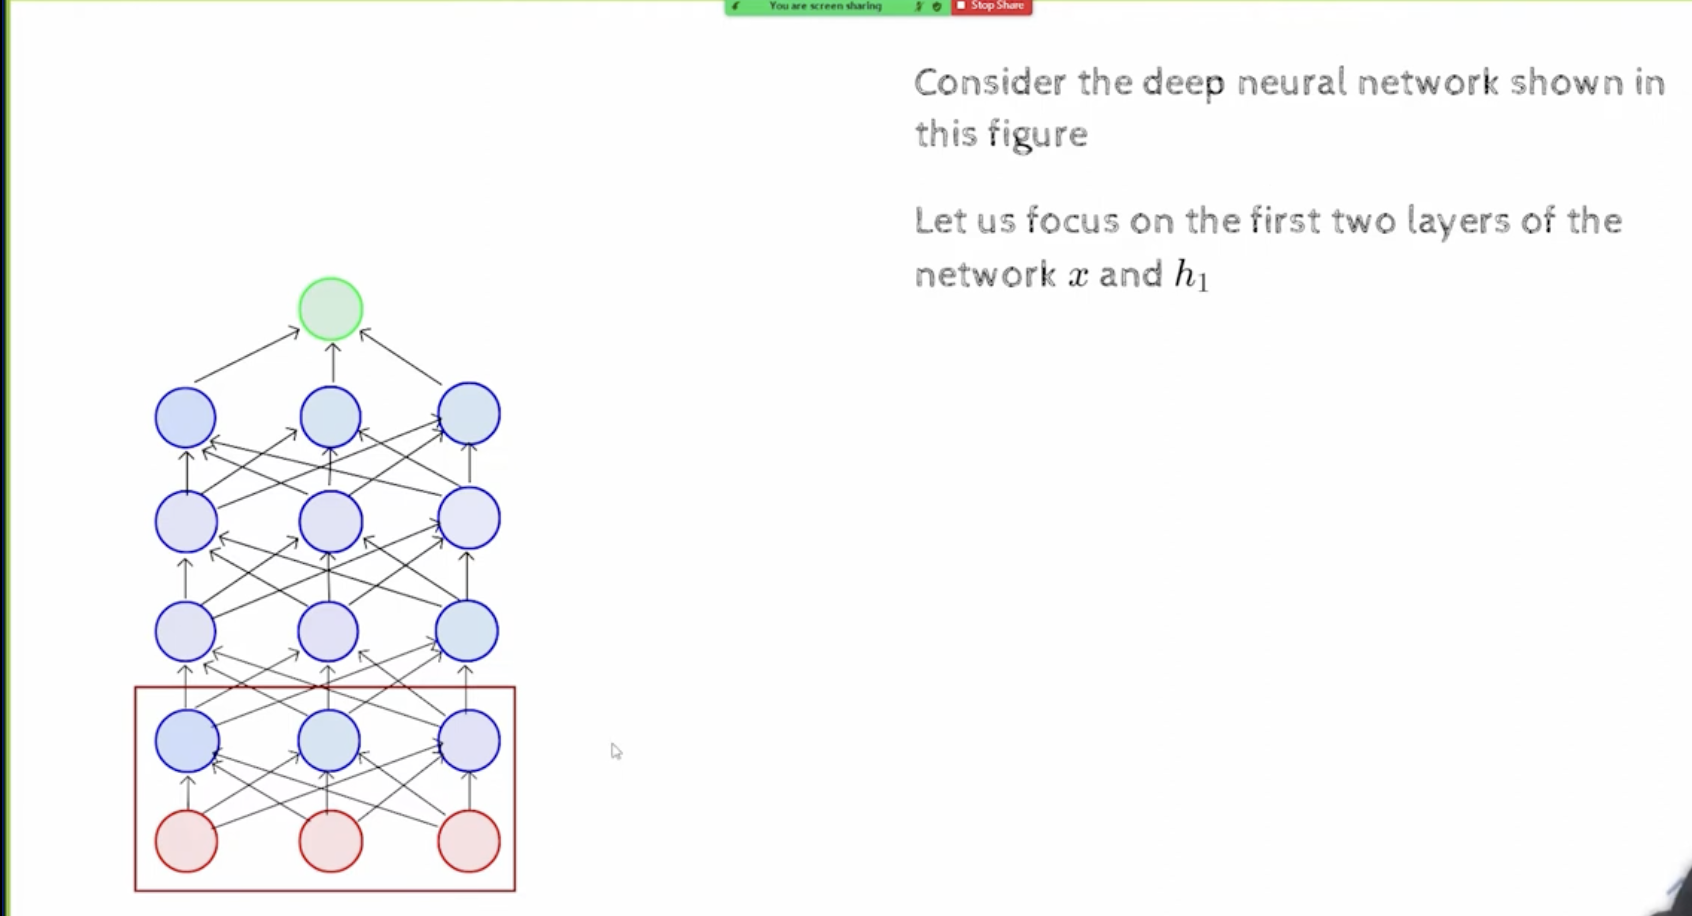 You are screen sharing
Stop Share
Consider the deep neural network shown in
this figure
Let us focus on the first two layers of the
network x and h₁